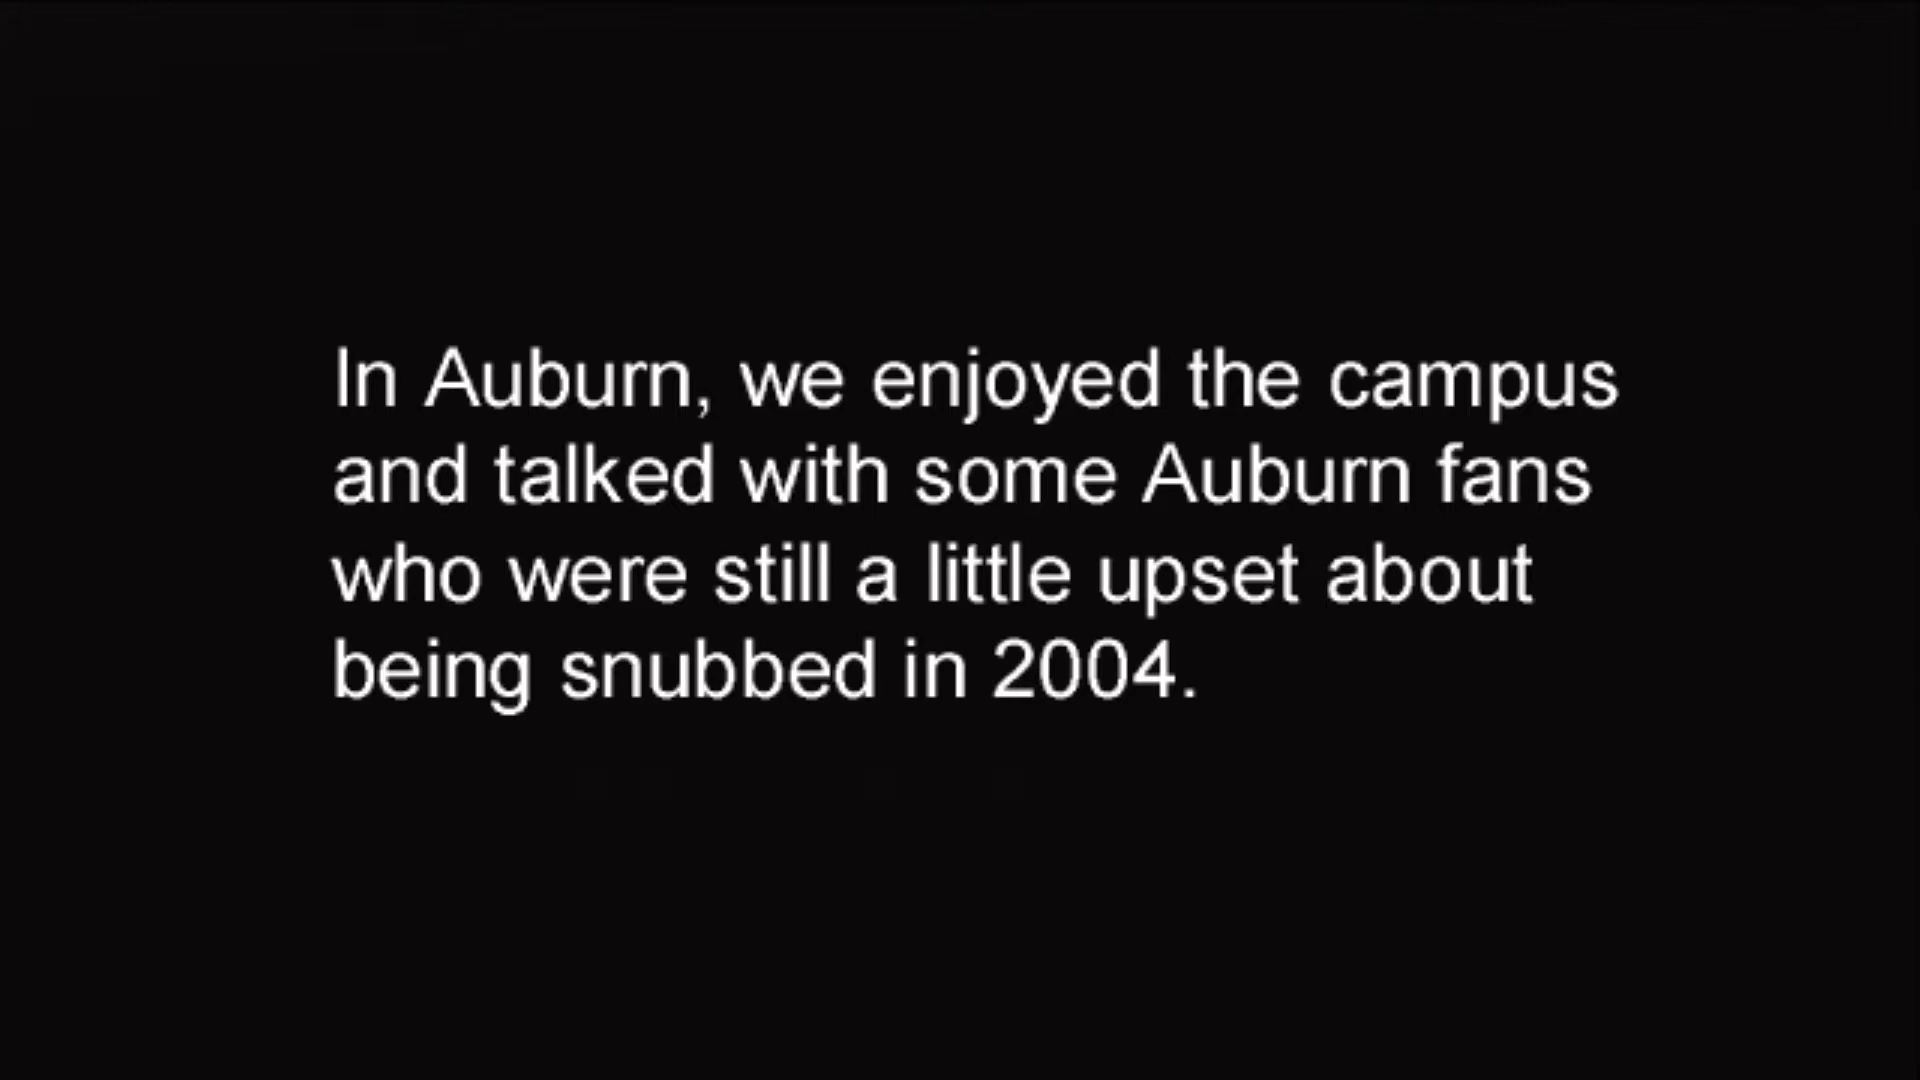 In Auburn, we enjoyed the campus
and talked with some Auburn fans
who were still a little upset about
being snubbed in 2004.